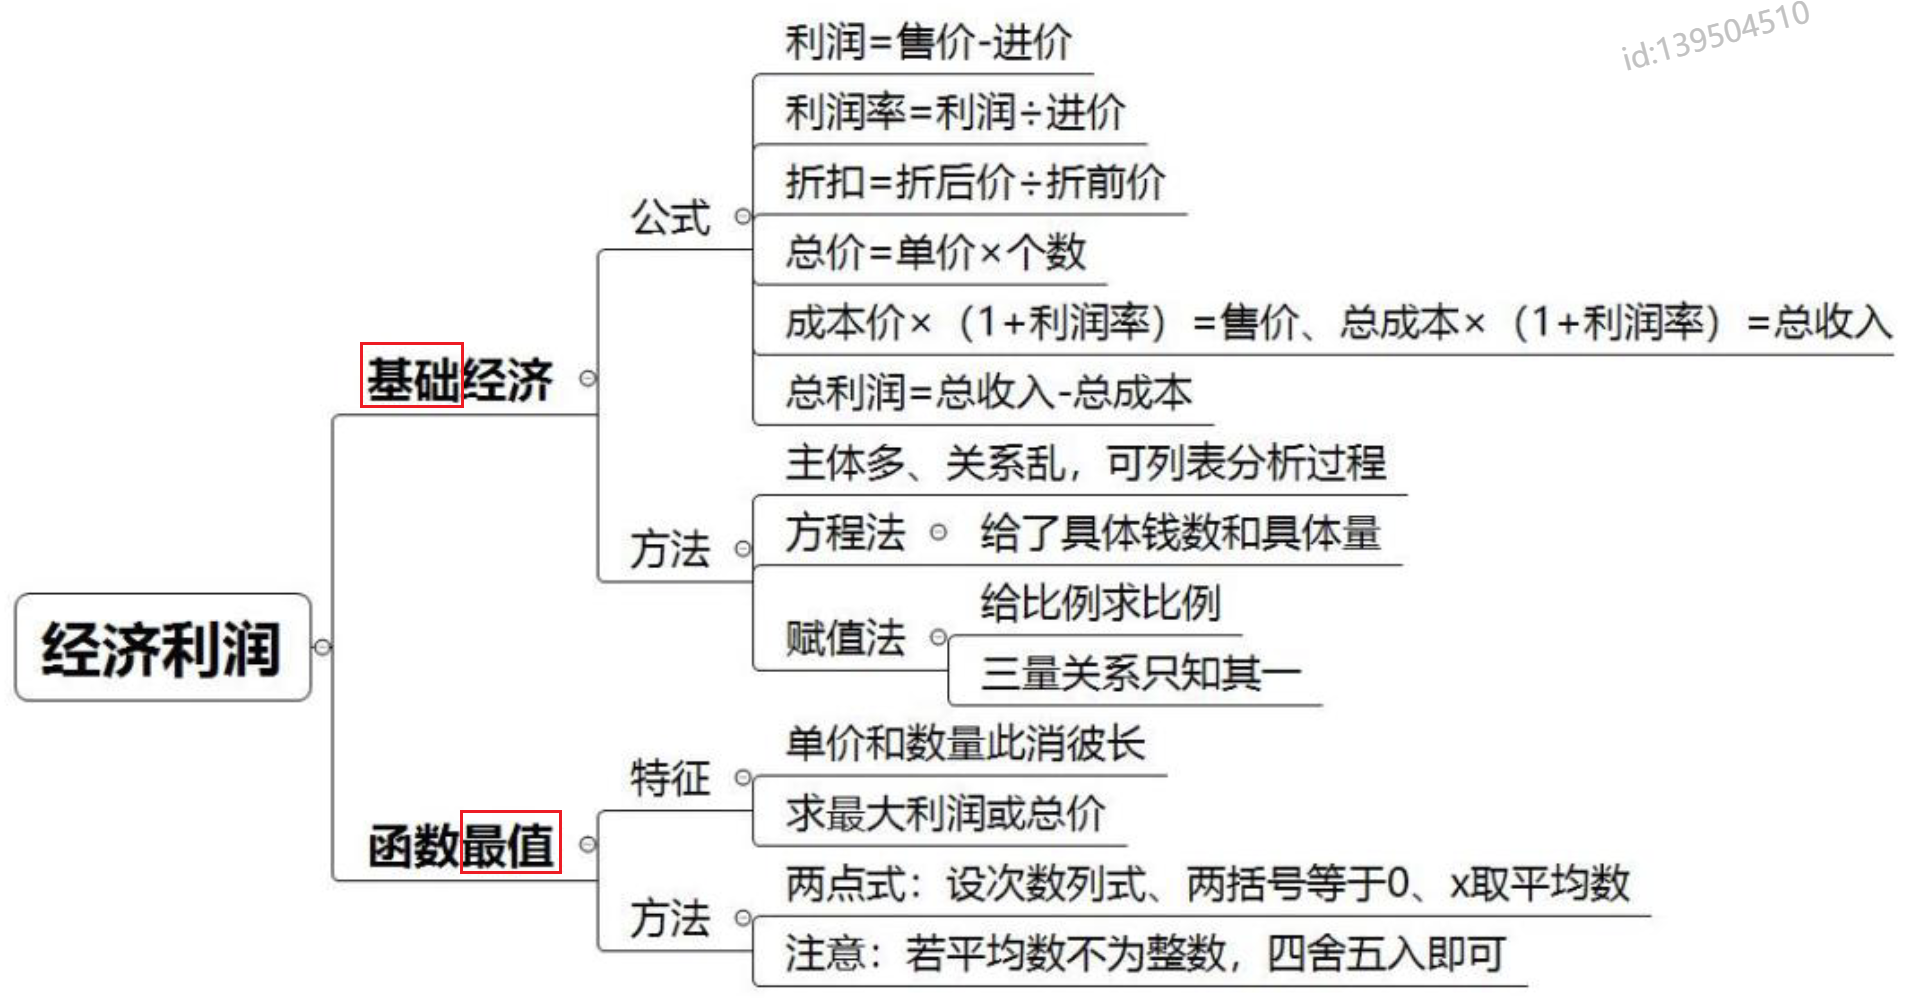 id:139504510
利润=售价-进价
利润率=利润÷进价
折扣=折后价÷折前价
公式
总价=单价×个数
成本价×（1+利润率）=售价、总成本×（1+利润率）=总收入
基础经济
总利润=总收入-总成本
主体多、关系乱，可列表分析过程
方法
方程法
给了具体钱数和具体量
赋值法
给比例求比例
三量关系只知其一
经济利润
特征
单价和数量此消彼长
求最大利润或总价
函数最值
方法
两点式：设次数列式、两括号等于0、x取平均数
注意：若平均数不为整数，四舍五入即可